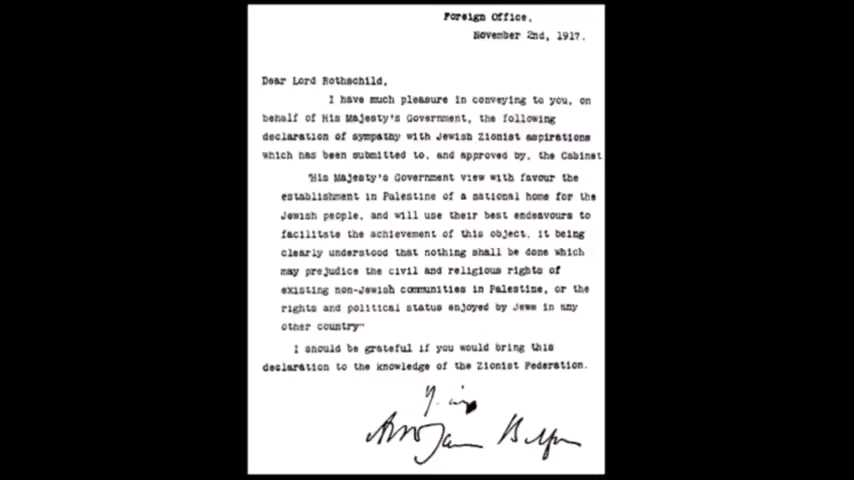 Foreign Office,
November 2nd, 1917.
Dear Lord Rothschild,
I have much pleasure in conveying to you, on
behalf of His Majesty's Government, the following
declaration of sympathy with Jewish Zionist aspirations
which has been submitted to, and approved by, the Cabinet
"His Majesty's Government view with favour the
establishment in Palestine of a national home for the
Jewish people, and will use their best endeavours to
facilitate the achievement of this object, it being
clearly understood that nothing shall be done which
may prejudice the civil and religious rights of
existing non-Jewish communities in Palestine, or the
rights and political status enjoyed by Jews in any
other country"
I should be grateful if you would bring this
declaration to the knowledge of the Zionist Federation.
Arthur James Balfour